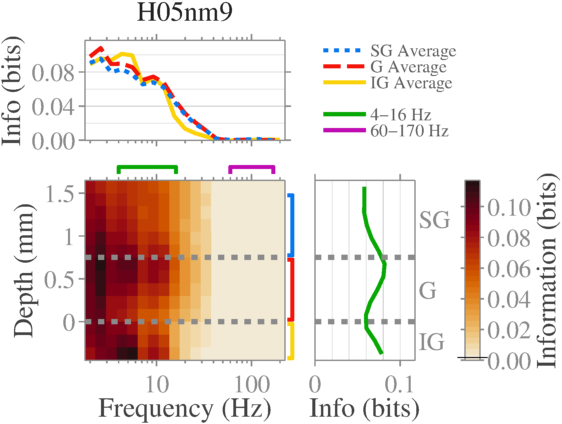 H05nm9
Info (bits)
0.08
0.04
0.00
SG Average
G Average
IG Average
4–16 Hz
60–170 Hz
Depth (mm)
1.5
1
0.5
0
10
100
Frequency (Hz)
SG
G
IG
0
0.1
Info (bits)
0.10
0.08
0.06
0.04
0.02
0.00
Information (bits)